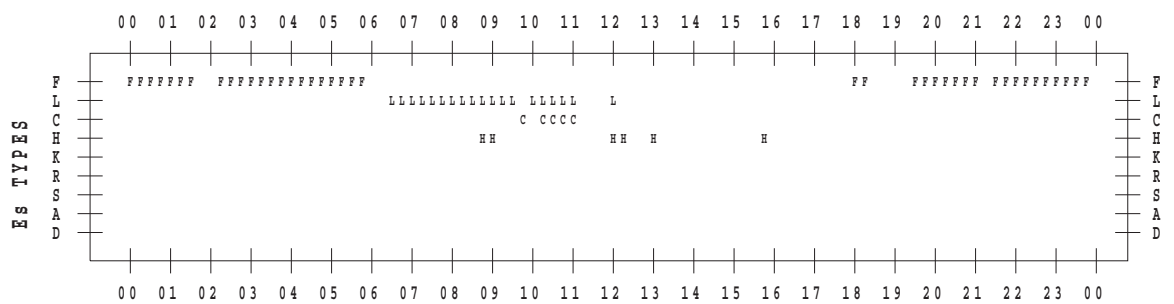 00 01 02 03 04 05 06 07 08 09 10 11 12 13 14 15 16 17 18 19 20 21 22 23 00
F FFFFFFF FFFFFFFFFFFFFFF FF FFFFFFF FFFFFFFFFF F
L LLLLLLLLLLLLL LLLLL L L
C C CCCC C
H HH HH H H H
K K
R R
S S
A A
D D
Es TYPES
00 01 02 03 04 05 06 07 08 09 10 11 12 13 14 15 16 17 18 19 20 21 22 23 00